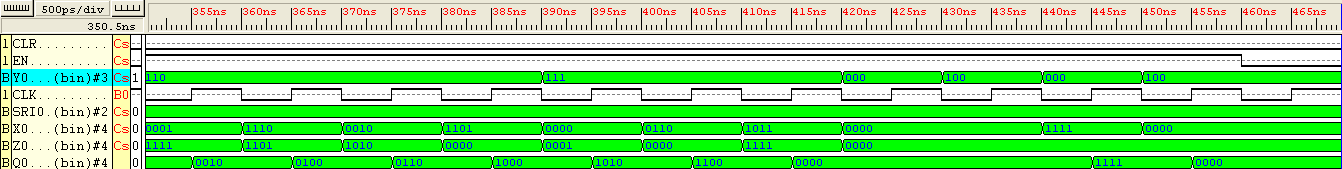 500ps/div 355ns 360ns 365ns 370ns 375ns 380ns 385ns 390ns 395ns 400ns 405ns 410ns 415ns 420ns 425ns 430ns 435ns 440ns 445ns 450ns 455ns 460ns 465ns
350.5ns
1 CLR.......... Cs
1 EN........... Cs
B Y0...(bin)#3 Cs 1 110 111 000 100 000 100
1 CLK.......... B0
B SRI0.(bin)#2 Cs 0
B X0...(bin)#4 Cs 0 0001 1110 0010 1101 0000 0110 1011 0000 1111 0000
B Z0...(bin)#4 Cs 0 1111 1101 1010 0000 0001 0000 1111 0000
B Q0...(bin)#4 0 0010 0100 0110 1000 1010 1100 0000 1111 0000